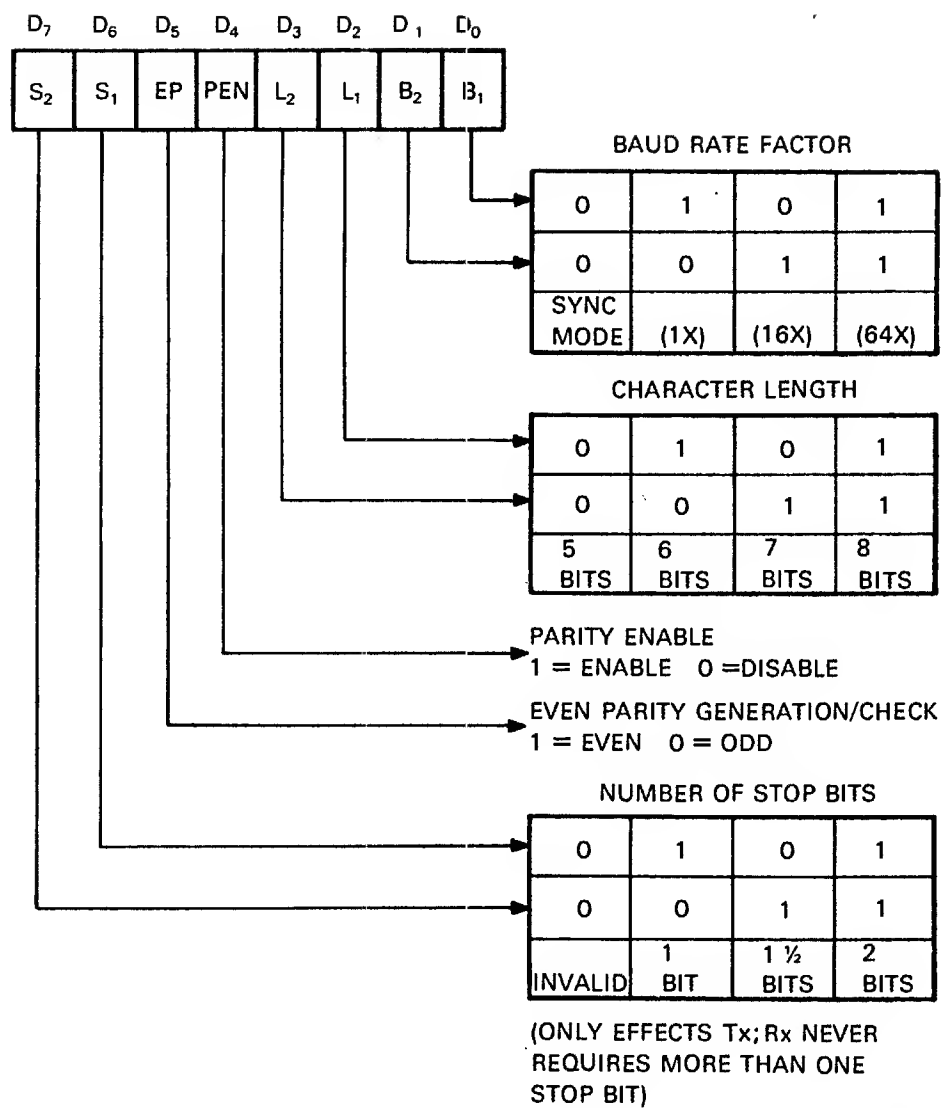 D₇ D₆ D₅ D₄ D₃ D₂ D₁ D₀
S₂ S₁ EP PEN L₂ L₁ B₂ B₁
BAUD RATE FACTOR
0 1 0 1
0 0 1 1
SYNC
MODE (1X) (16X) (64X)
CHARACTER LENGTH
0 1 0 1
0 0 1 1
5 6 7 8
BITS BITS BITS BITS
PARITY ENABLE
1 = ENABLE 0 =DISABLE
EVEN PARITY GENERATION/CHECK
1 = EVEN 0 = ODD
NUMBER OF STOP BITS
0 1 0 1
0 0 1 1
1 1 ½ 2
INVALID BIT BITS BITS
(ONLY EFFECTS Tx; Rx NEVER
REQUIRES MORE THAN ONE
STOP BIT)